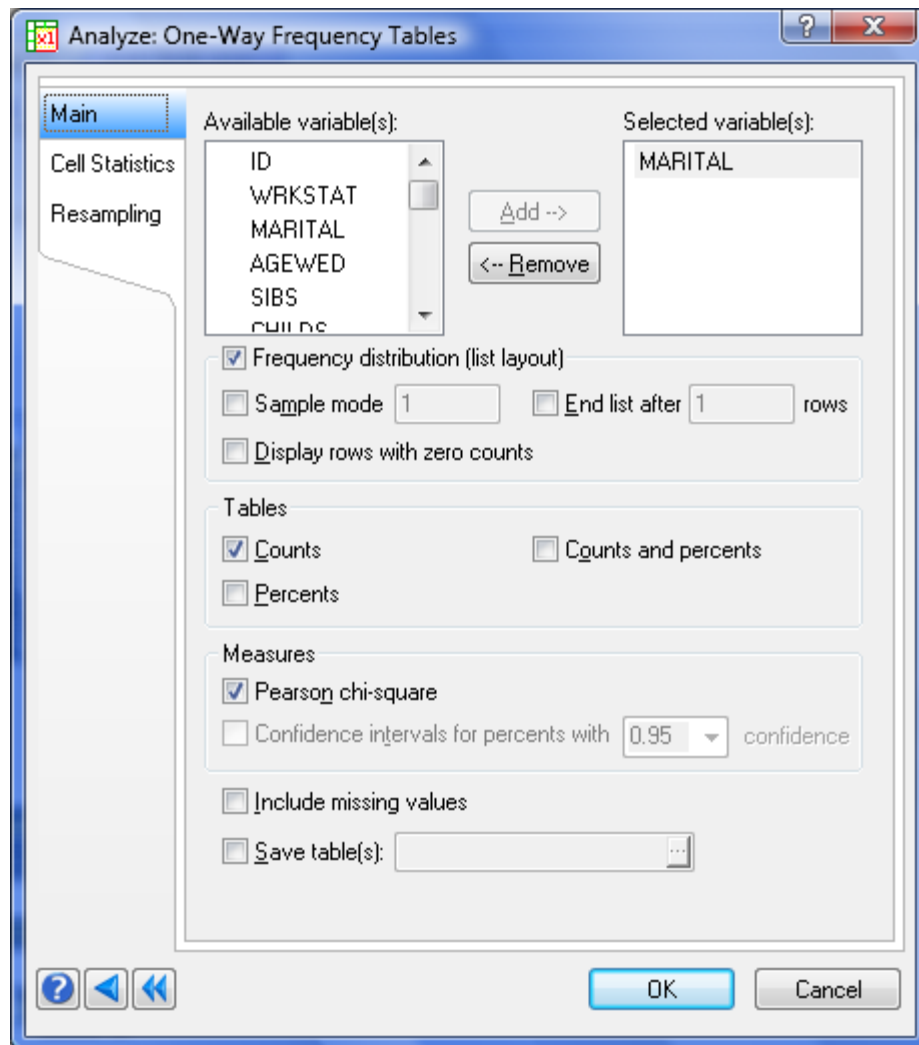 Analyze: One-Way Frequency Tables
Main
Cell Statistics
Resampling
Available variable(s):
ID
WRKSTAT
MARITAL
AGEWED
SIBS
CHILDS
Add -->
<-- Remove
Selected variable(s):
MARITAL
Frequency distribution (list layout)
Sample mode 1
End list after 1 rows
Display rows with zero counts
Tables
Counts
Counts and percents
Percents
Measures
Pearson chi-square
Confidence intervals for percents with 0.95 confidence
Include missing values
Save table(s): ...
OK
Cancel